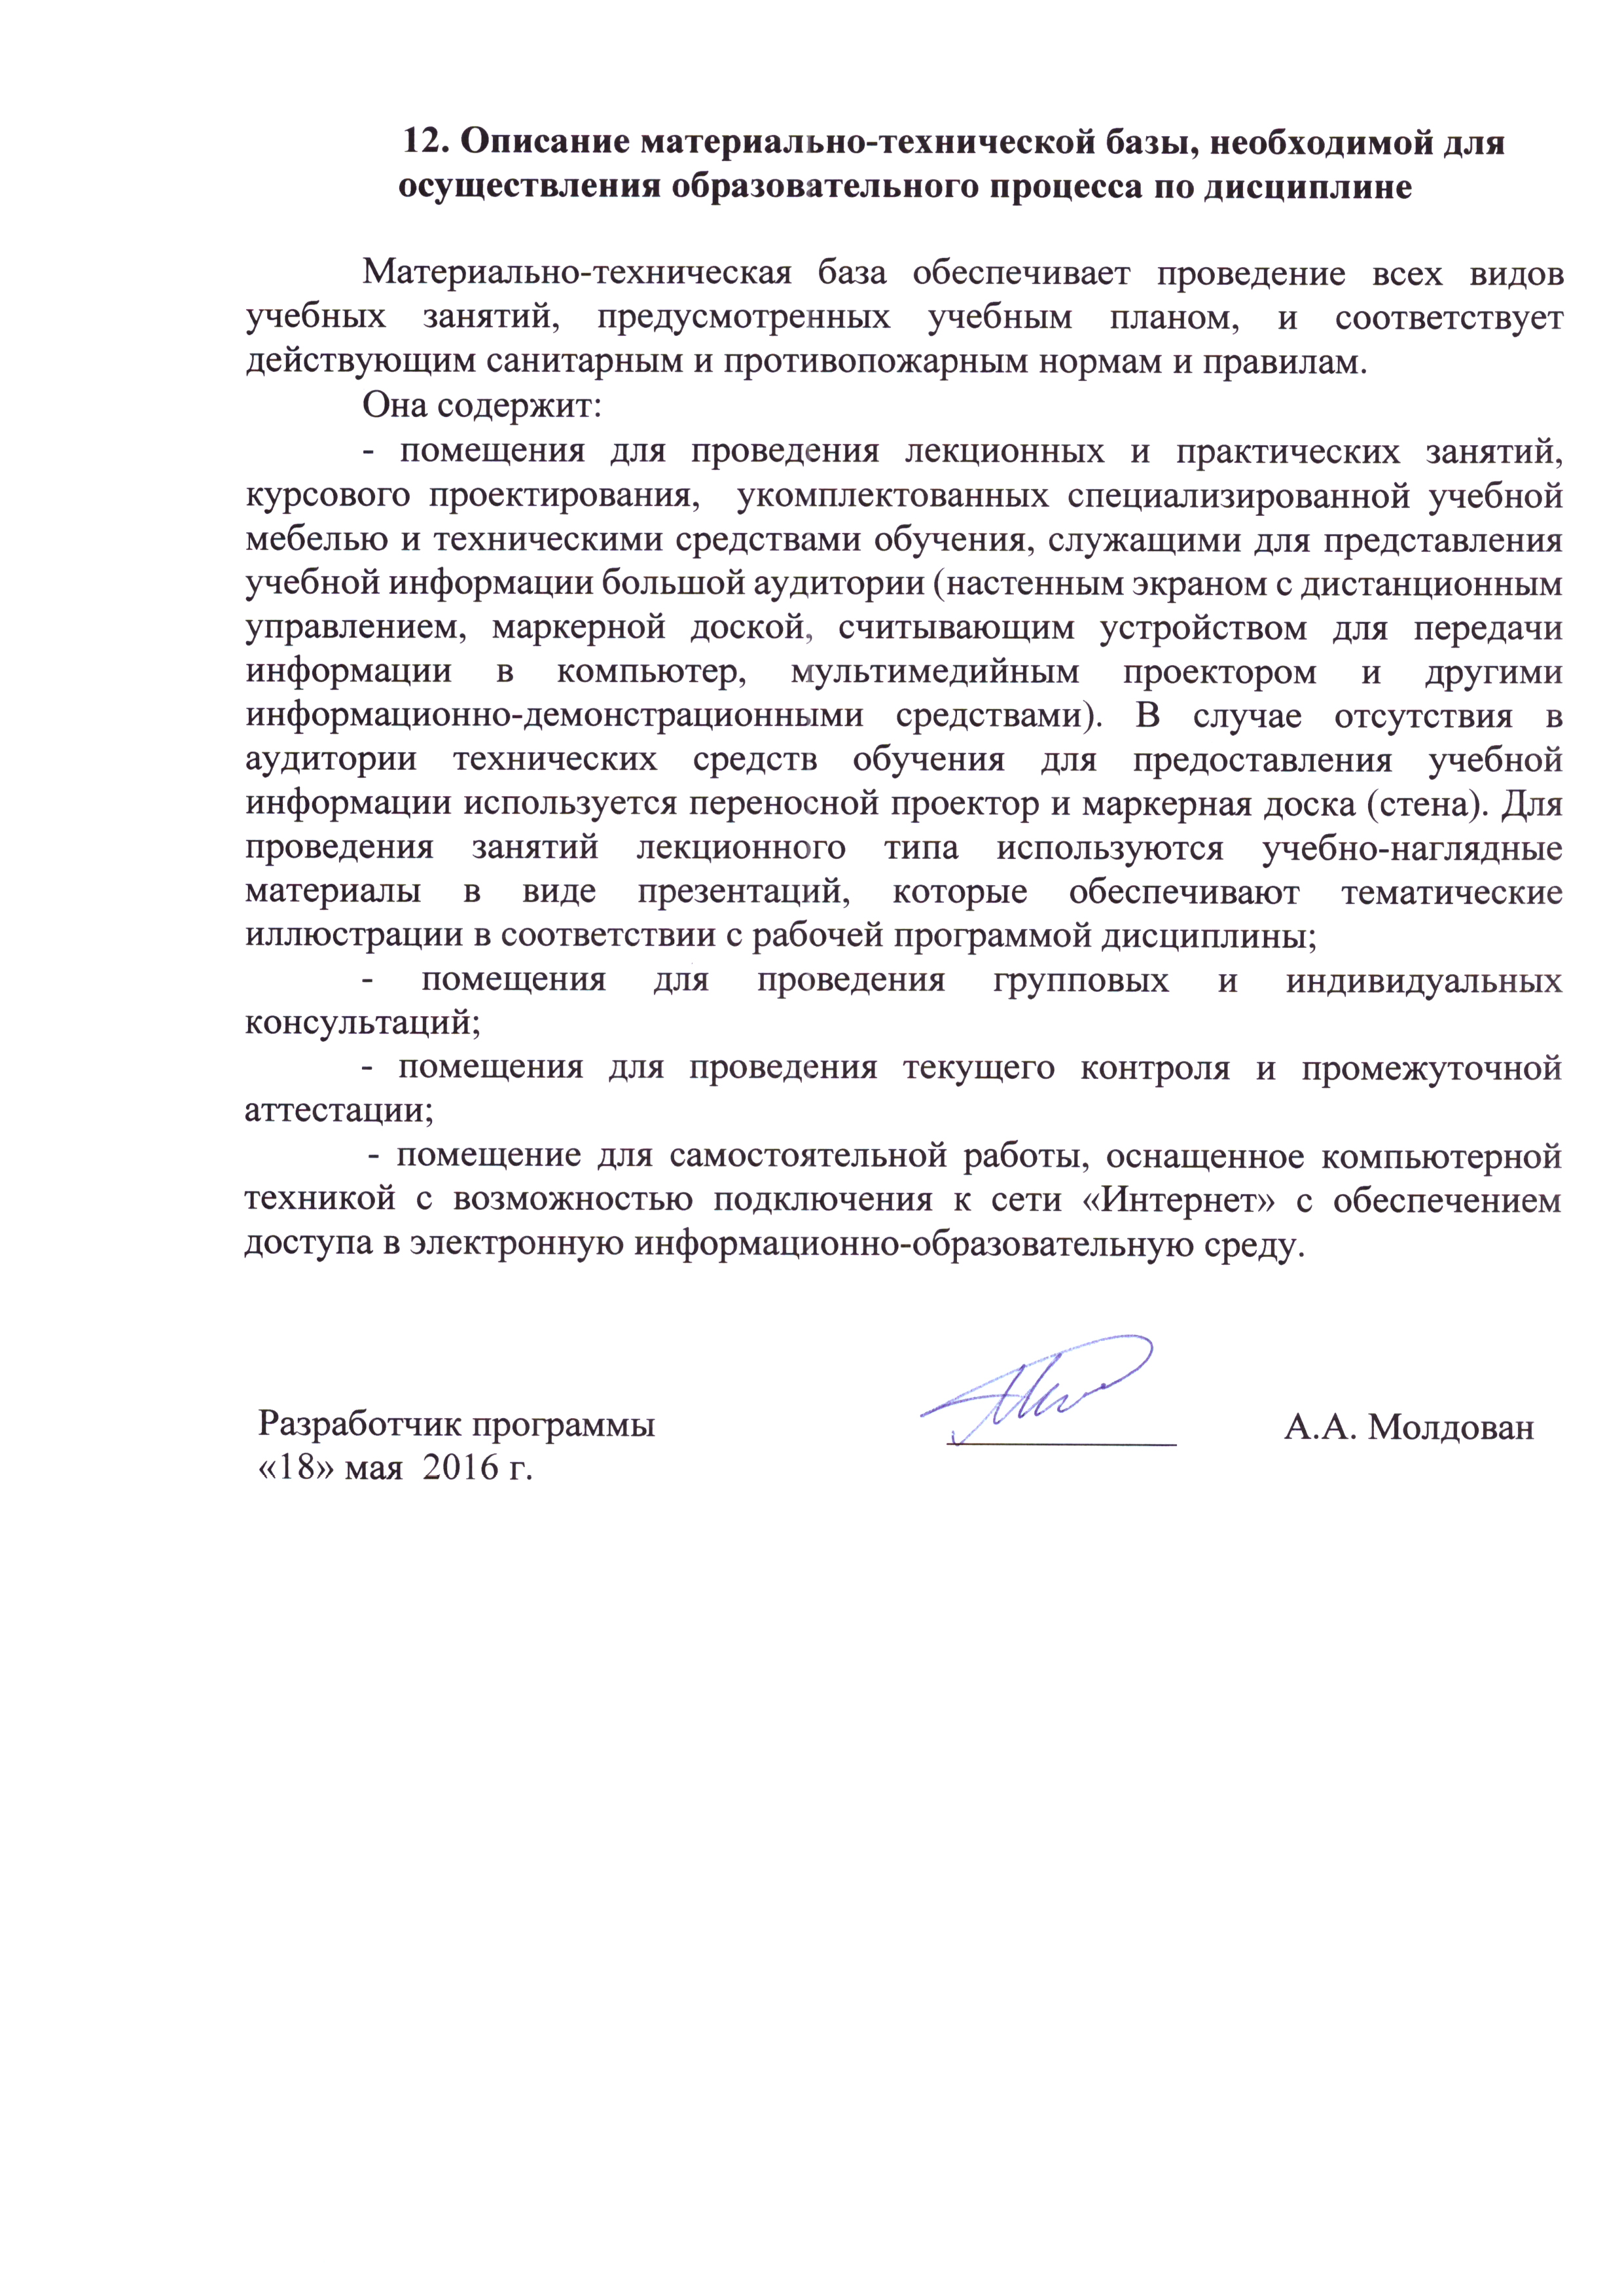 12. Описание материально-технической базы, необходимой для
осуществления образовательного процесса по дисциплине
Материально-техническая база обеспечивает проведение всех видов
учебных занятий, предусмотренных учебным планом, и соответствует
действующим санитарным и противопожарным нормам и правилам.
Она содержит:
- помещения для проведения лекционных и практических занятий,
курсового проектирования, укомплектованных специализированной учебной
мебелью и техническими средствами обучения, служащими для представления
учебной информации большой аудитории (настенным экраном с дистанционным
управлением, маркерной доской, считывающим устройством для передачи
информации в компьютер, мультимедийным проектором и другими
информационно-демонстрационными средствами). В случае отсутствия в
аудитории технических средств обучения для предоставления учебной
информации используется переносной проектор и маркерная доска (стена). Для
проведения занятий лекционного типа используются учебно-наглядные
материалы в виде презентаций, которые обеспечивают тематические
иллюстрации в соответствии с рабочей программой дисциплины;
- помещения для проведения групповых и индивидуальных
консультаций;
- помещения для проведения текущего контроля и промежуточной
аттестации;
- помещение для самостоятельной работы, оснащенное компьютерной
техникой с возможностью подключения к сети «Интернет» с обеспечением
доступа в электронную информационно-образовательную среду.
Разработчик программы А.А. Молдован
«18» мая 2016 г.